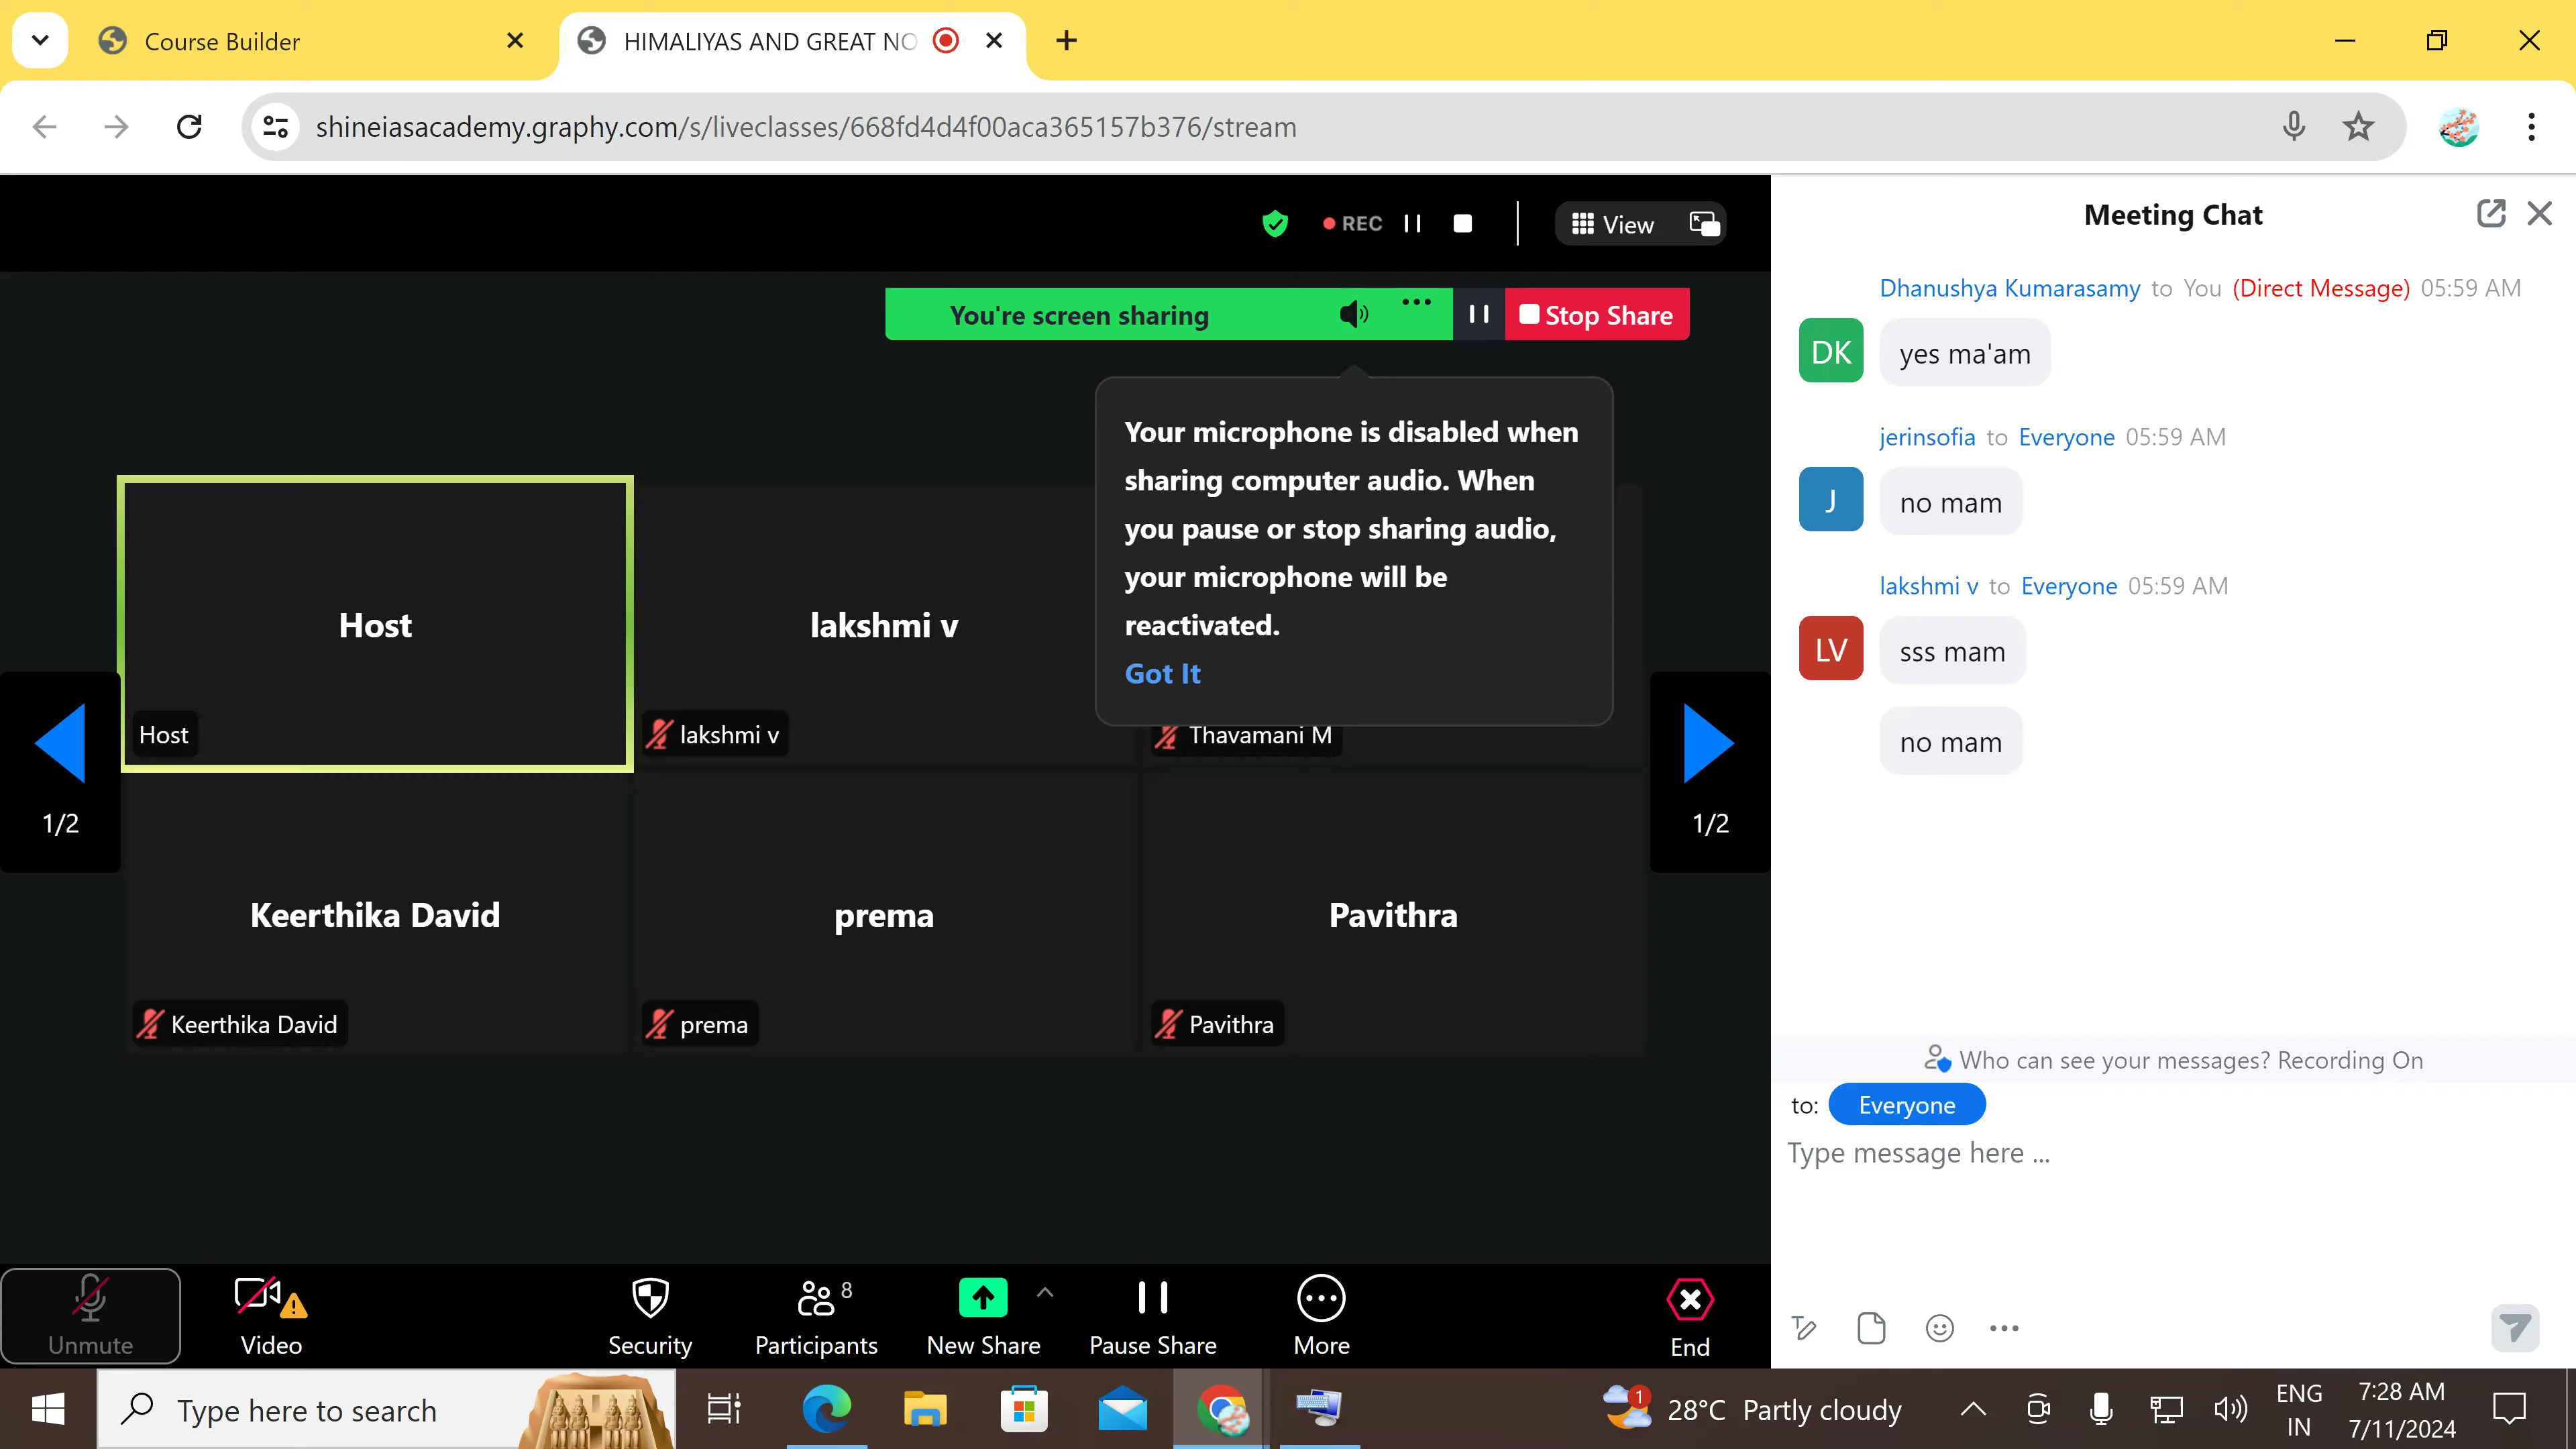 Course Builder
HIMALIYAS AND GREAT NO
shineiasacademy.graphy.com/s/liveclasses/668fd4d4f00aca365157b376/stream
REC
View
You're screen sharing
Stop Share
Your microphone is disabled when
sharing computer audio. When
you pause or stop sharing audio,
your microphone will be
reactivated.
Got It
Host
Host
lakshmi v
lakshmi v
Thavamani M
1/2
1/2
Keerthika David
Keerthika David
prema
prema
Pavithra
Pavithra
Unmute
Video
Security
Participants
8
New Share
Pause Share
More
End
Meeting Chat
Dhanushya Kumarasamy to You (Direct Message) 05:59 AM
DK
yes ma'am
jerinsofia to Everyone 05:59 AM
J
no mam
lakshmi v to Everyone 05:59 AM
LV
sss mam
no mam
Who can see your messages? Recording On
to: Everyone
Type message here ...
Type here to search
1
28°C Partly cloudy
ENG
IN
7:28 AM
7/11/2024